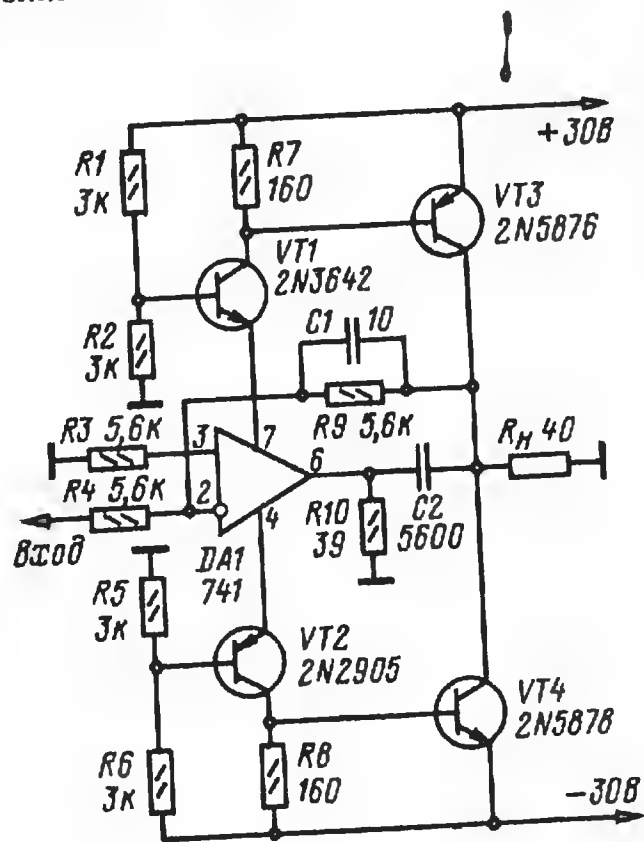 +30В
R1
3к
R7
160
VT3
2N5876
VT1
2N3642
C1 10
R2
3к
R9 5,6к
R3 5,6к
3
7
6
Rн 40
R4
5,6к
2
4
Вход
DA1
741
R10
39
C2
5600
R5
3к
VT2
2N2905
VT4
2N5878
R6
3к
R8
160
-30В